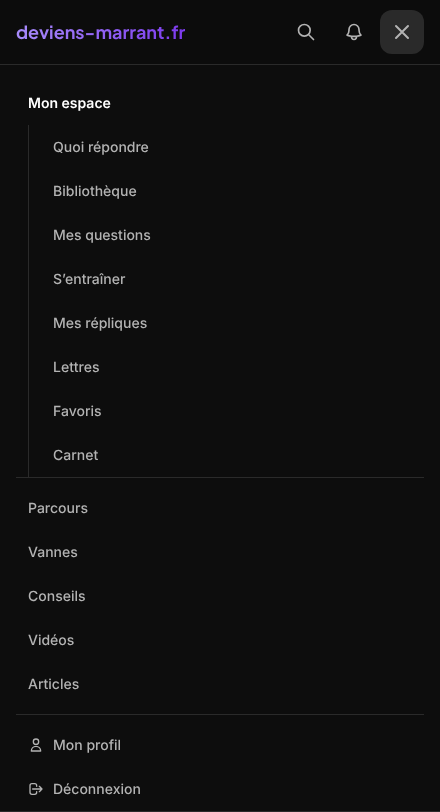 deviens-marrant.fr
Mon espace
Quoi répondre
Bibliothèque
Mes questions
S’entraîner
Mes répliques
Lettres
Favoris
Carnet
Parcours
Vannes
Conseils
Vidéos
Articles
Mon profil
Déconnexion